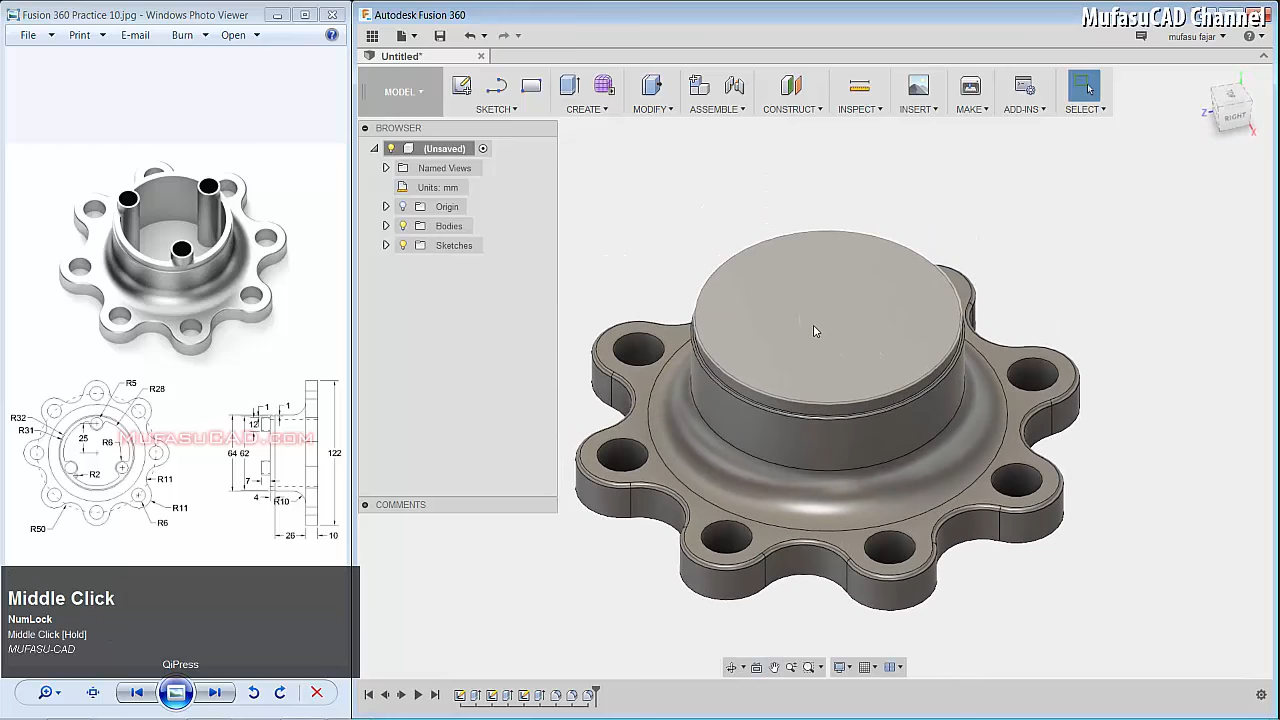 Fusion 360 Practice 10.jpg - Windows Photo Viewer
File Print E-mail Burn Open
R5
R28
R32
R31
25
R6
R2
R11
R11
R50
R6
1 1
12
64 62
122
7
4 R10
26 10
MUFASUCAD.COM
Middle Click
NumLock
Middle Click [Hold]
MUFASU-CAD
QiPress
Autodesk Fusion 360
MufasuCAD Channel
mufasu fajar
Untitled*
MODEL
SKETCH CREATE MODIFY ASSEMBLE CONSTRUCT INSPECT INSERT MAKE ADD-INS SELECT
BROWSER
(Unsaved)
Named Views
Units: mm
Origin
Bodies
Sketches
COMMENTS
Z
RIGHT
X